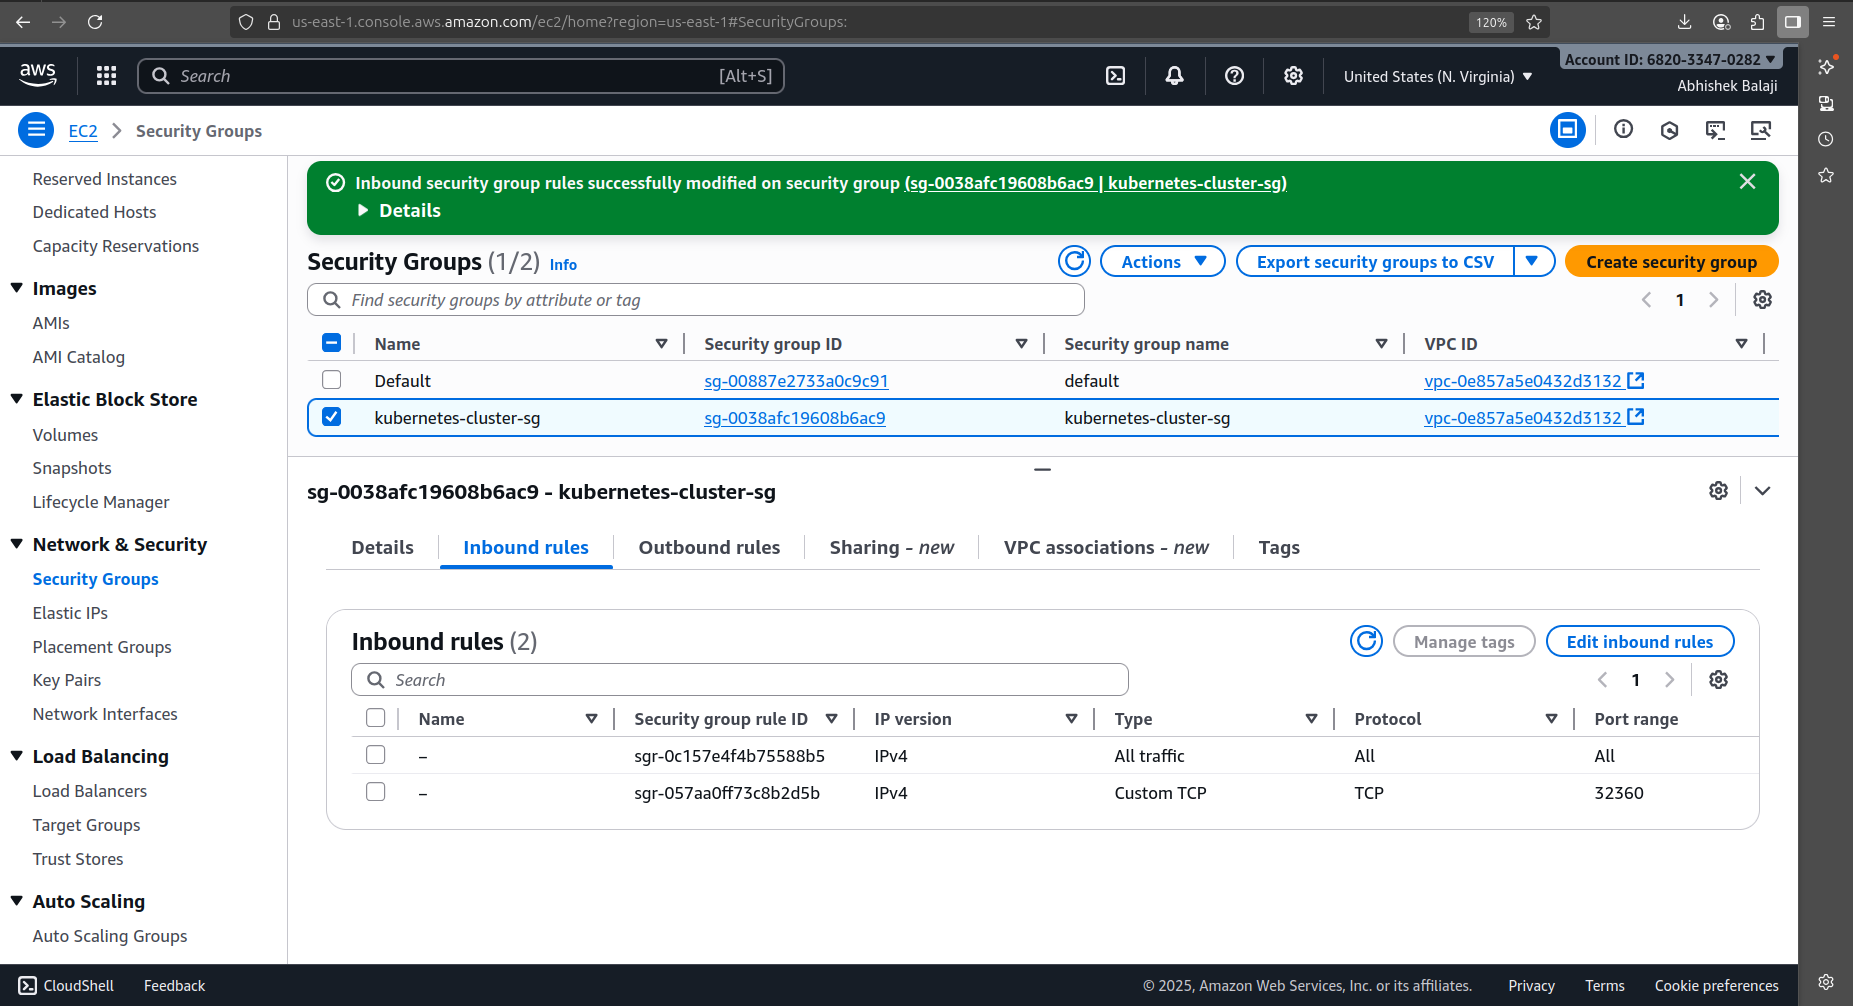 us-east-1.console.aws.amazon.com/ec2/home?region=us-east-1#SecurityGroups:
120%
aws
Search
[Alt+S]
United States (N. Virginia)
Account ID: 6820-3347-0282
Abhishek Balaji
EC2
Security Groups
Reserved Instances
Dedicated Hosts
Capacity Reservations
Images
AMIs
AMI Catalog
Elastic Block Store
Volumes
Snapshots
Lifecycle Manager
Network & Security
Security Groups
Elastic IPs
Placement Groups
Key Pairs
Network Interfaces
Load Balancing
Load Balancers
Target Groups
Trust Stores
Auto Scaling
Auto Scaling Groups
Inbound security group rules successfully modified on security group (sg-0038afc19608b6ac9 | kubernetes-cluster-sg)
Details
Security Groups (1/2) Info
Actions
Export security groups to CSV
Create security group
Find security groups by attribute or tag
1
Name Security group ID Security group name VPC ID
Default sg-00887e2733a0c9c91 default vpc-0e857a5e0432d3132
kubernetes-cluster-sg sg-0038afc19608b6ac9 kubernetes-cluster-sg vpc-0e857a5e0432d3132
sg-0038afc19608b6ac9 - kubernetes-cluster-sg
Details Inbound rules Outbound rules Sharing - new VPC associations - new Tags
Inbound rules (2)
Manage tags
Edit inbound rules
Search
1
Name Security group rule ID IP version Type Protocol Port range
– sgr-0c157e4f4b75588b5 IPv4 All traffic All All
– sgr-057aa0ff73c8b2d5b IPv4 Custom TCP TCP 32360
CloudShell Feedback © 2025, Amazon Web Services, Inc. or its affiliates. Privacy Terms Cookie preferences